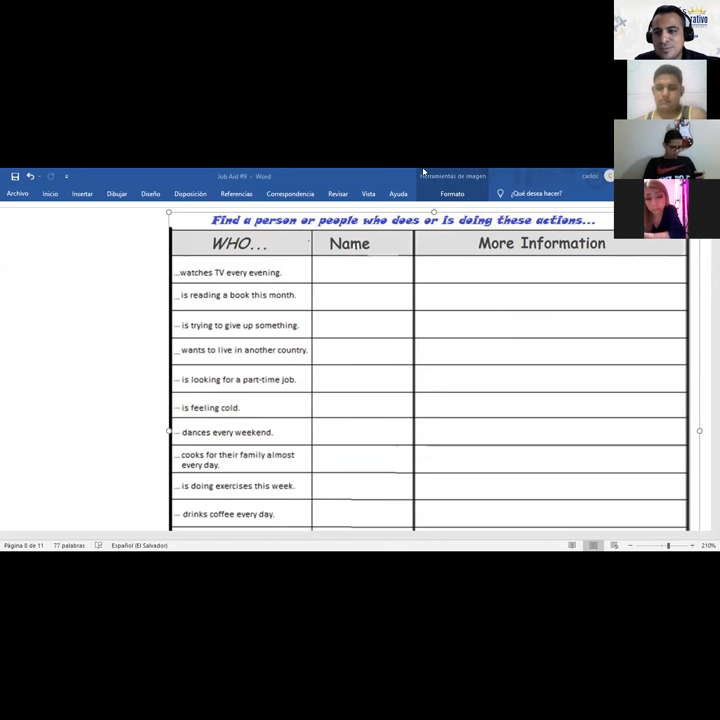 Job Aid #9 - Word
Herramientas de imagen
carlos
C
Archivo Inicio Insertar Dibujar Diseño Disposición Referencias Correspondencia Revisar Vista Ayuda Formato ¿Qué desea hacer?
Find a person or people who does or is doing these actions...
WHO... Name More Information
...watches TV every evening.
... is reading a book this month.
... is trying to give up something.
... wants to live in another country.
... is looking for a part-time job.
... is feeling cold.
... dances every weekend.
... cooks for their family almost
every day.
... is doing exercises this week.
... drinks coffee every day.
Página 8 de 11 77 palabras Español (El Salvador) 210%